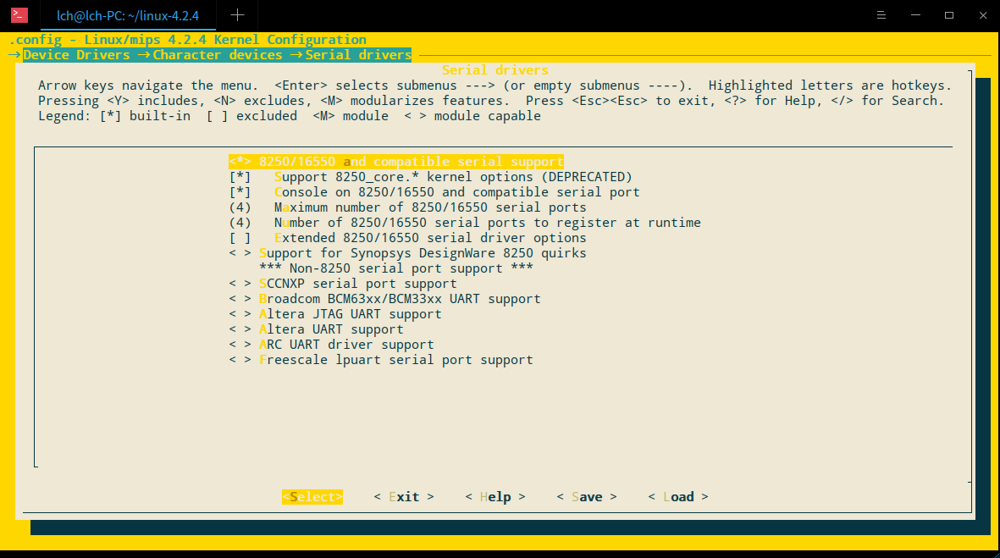 lch@lch-PC: ~/linux-4.2.4
.config - Linux/mips 4.2.4 Kernel Configuration
→Device Drivers →Character devices →Serial drivers
Serial drivers
Arrow keys navigate the menu.  <Enter> selects submenus ---> (or empty submenus ----).  Highlighted letters are hotkeys.
Pressing <Y> includes, <N> excludes, <M> modularizes features.  Press <Esc><Esc> to exit, <?> for Help, </> for Search.
Legend: [*] built-in  [ ] excluded  <M> module  < > module capable
<*> 8250/16550 and compatible serial support
[*]   Support 8250_core.* kernel options (DEPRECATED)
[*]   Console on 8250/16550 and compatible serial port
(4)   Maximum number of 8250/16550 serial ports
(4)   Number of 8250/16550 serial ports to register at runtime
[ ]   Extended 8250/16550 serial driver options
< > Support for Synopsys DesignWare 8250 quirks
*** Non-8250 serial port support ***
< > SCCNXP serial port support
< > Broadcom BCM63xx/BCM33xx UART support
< > Altera JTAG UART support
< > Altera UART support
< > ARC UART driver support
< > Freescale lpuart serial port support
<Select>    < Exit >    < Help >    < Save >    < Load >